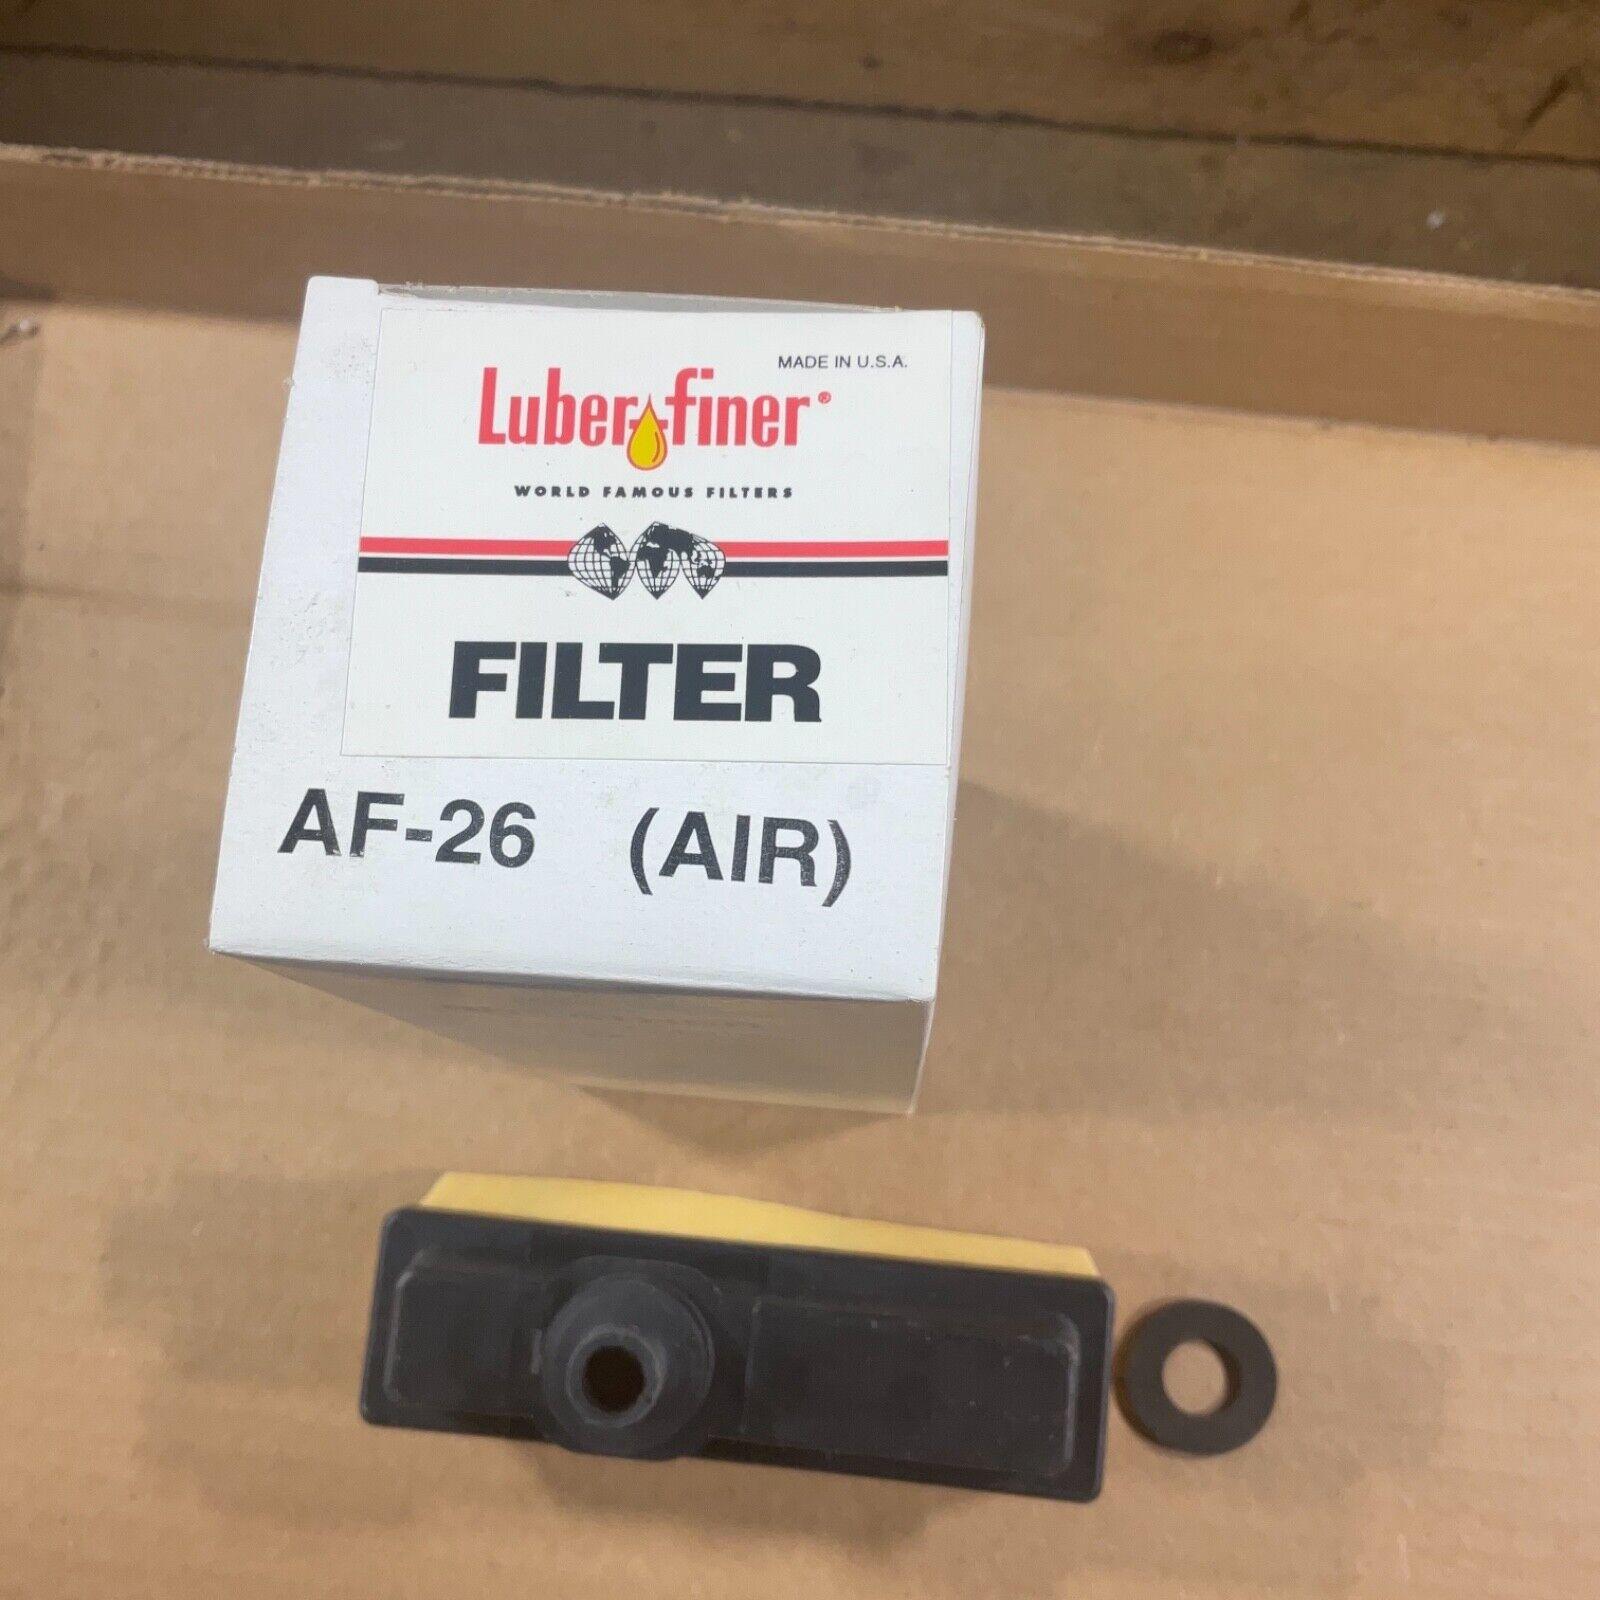 MADE IN U.S.A.
Luber-finer®
WORLD FAMOUS FILTERS
FILTER
AF-26 (AIR)